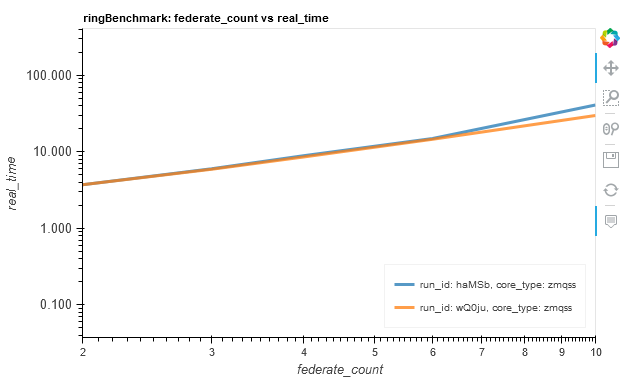 ringBenchmark: federate_count vs real_time
100.000
10.000
1.000
0.100
real_time
2
3
4
5
6
7
8
9
10
federate_count
run_id: haMSb, core_type: zmqss
run_id: wQ0ju, core_type: zmqss